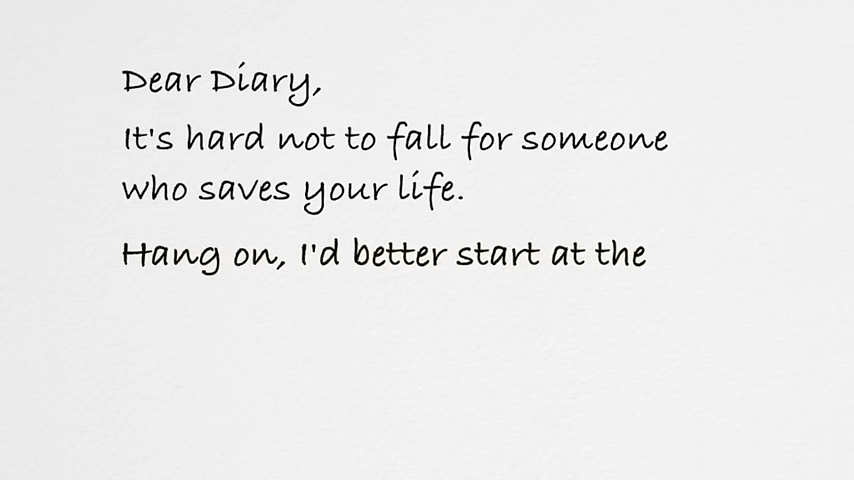 Dear Diary,
It's hard not to fall for someone
who saves your life.
Hang on, I'd better start at the